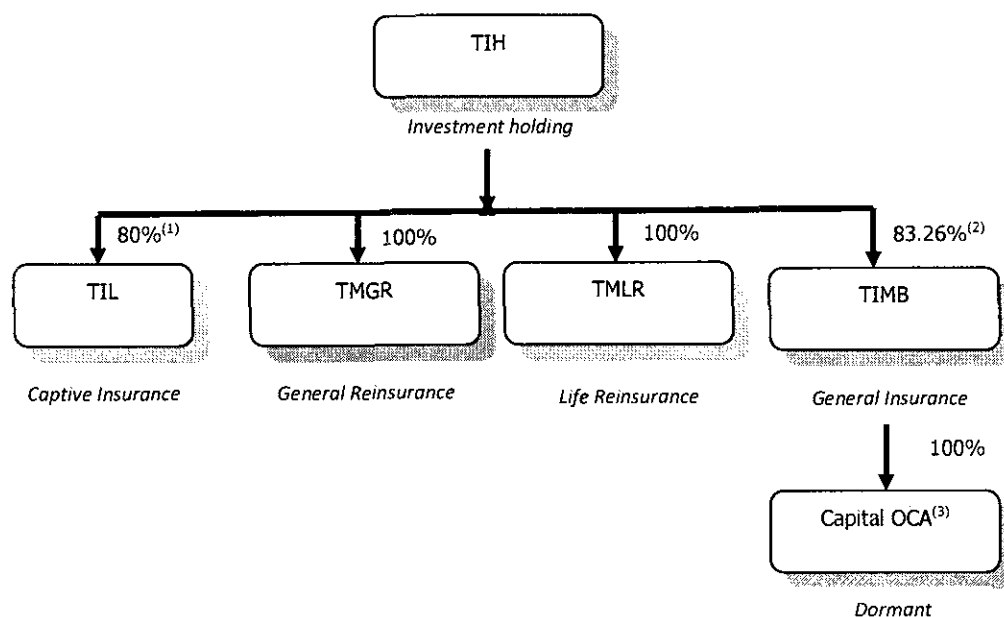 TIH
Investment holding
80%(1)
100%
100%
83.26%(2)
TIL
TMGR
TMLR
TIMB
Captive Insurance
General Reinsurance
Life Reinsurance
General Insurance
100%
Capital OCA(3)
Dormant